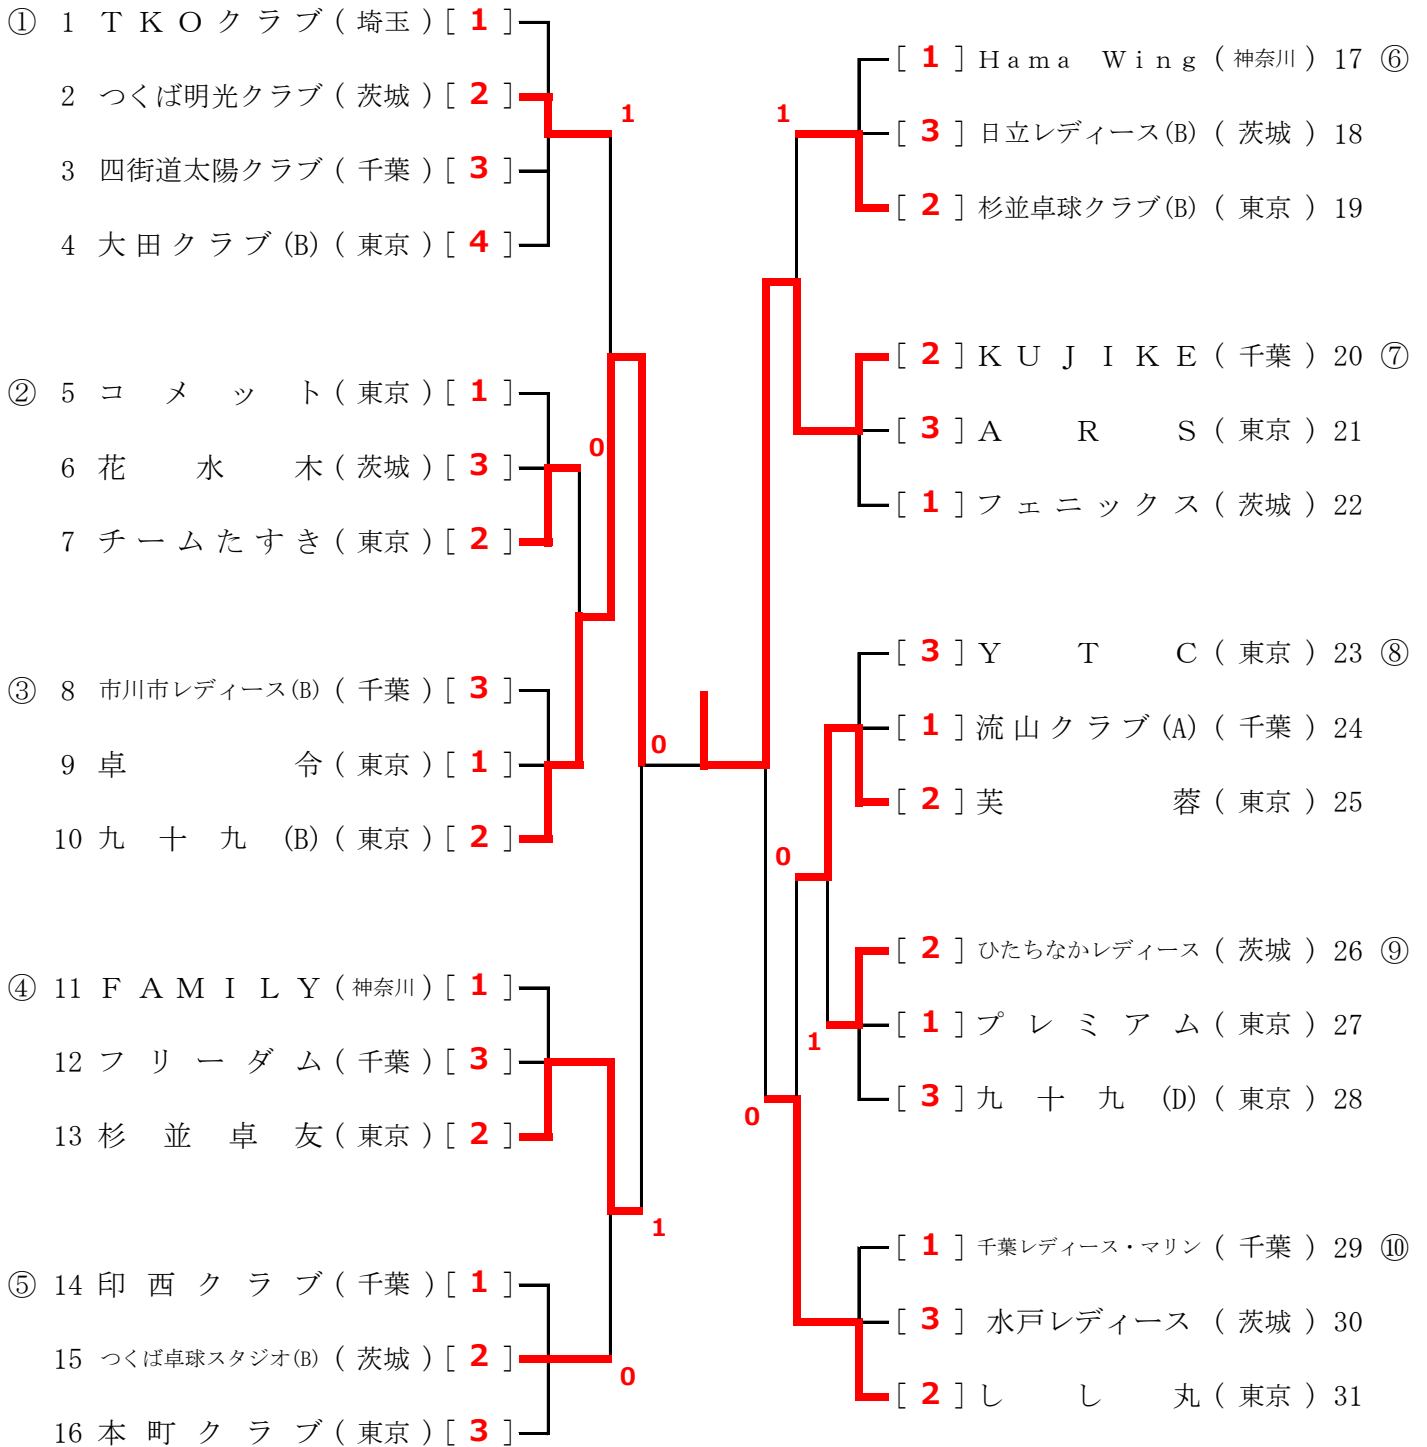 ① 1 TKOクラブ ( 埼玉 ) [ 1 ]
2 つくば明光クラブ ( 茨城 ) [ 2 ]
3 四街道太陽クラブ ( 千葉 ) [ 3 ]
4 大田クラブ(B) ( 東京 ) [ 4 ]
1
② 5 コメット ( 東京 ) [ 1 ]
6 花水木 ( 茨城 ) [ 3 ]
7 チームたすき ( 東京 ) [ 2 ]
0
③ 8 市川市レディース(B) ( 千葉 ) [ 3 ]
9 卓令 ( 東京 ) [ 1 ]
10 九十九(B) ( 東京 ) [ 2 ]
0
④ 11 FAMILY ( 神奈川 ) [ 1 ]
12 フリーダム ( 千葉 ) [ 3 ]
13 杉並卓友 ( 東京 ) [ 2 ]
1
⑤ 14 印西クラブ ( 千葉 ) [ 1 ]
15 つくば卓球スタジオ(B) ( 茨城 ) [ 2 ]
16 本町クラブ ( 東京 ) [ 3 ]
0
[ 1 ] Hama Wing ( 神奈川 ) 17 ⑥
[ 3 ] 日立レディース(B) ( 茨城 ) 18
[ 2 ] 杉並卓球クラブ(B) ( 東京 ) 19
1
[ 2 ] KUJIKE ( 千葉 ) 20 ⑦
[ 3 ] ARS ( 東京 ) 21
[ 1 ] フェニックス ( 茨城 ) 22
[ 3 ] YTC ( 東京 ) 23 ⑧
[ 1 ] 流山クラブ(A) ( 千葉 ) 24
[ 2 ] 芙蓉 ( 東京 ) 25
0
[ 2 ] ひたちなかレディース ( 茨城 ) 26 ⑨
[ 1 ] プレミアム ( 東京 ) 27
[ 3 ] 九十九(D) ( 東京 ) 28
1
0
[ 1 ] 千葉レディース・マリン ( 千葉 ) 29 ⑩
[ 3 ] 水戸レディース ( 茨城 ) 30
[ 2 ] しし丸 ( 東京 ) 31